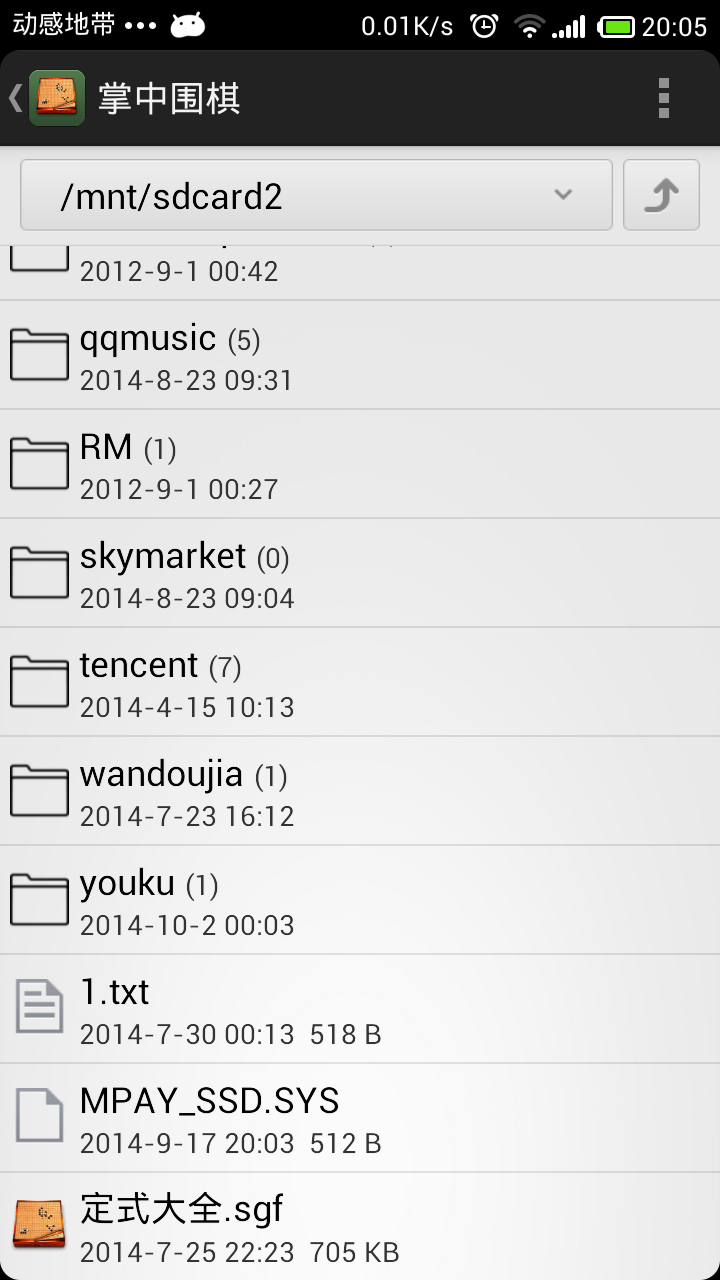 动感地带 ••• 0.01K/s 20:05
掌中围棋
/mnt/sdcard2
2012-9-1 00:42
qqmusic (5)
2014-8-23 09:31
RM (1)
2012-9-1 00:27
skymarket (0)
2014-8-23 09:04
tencent (7)
2014-4-15 10:13
wandoujia (1)
2014-7-23 16:12
youku (1)
2014-10-2 00:03
1.txt
2014-7-30 00:13 518 B
MPAY_SSD.SYS
2014-9-17 20:03 512 B
定式大全.sgf
2014-7-25 22:23 705 KB